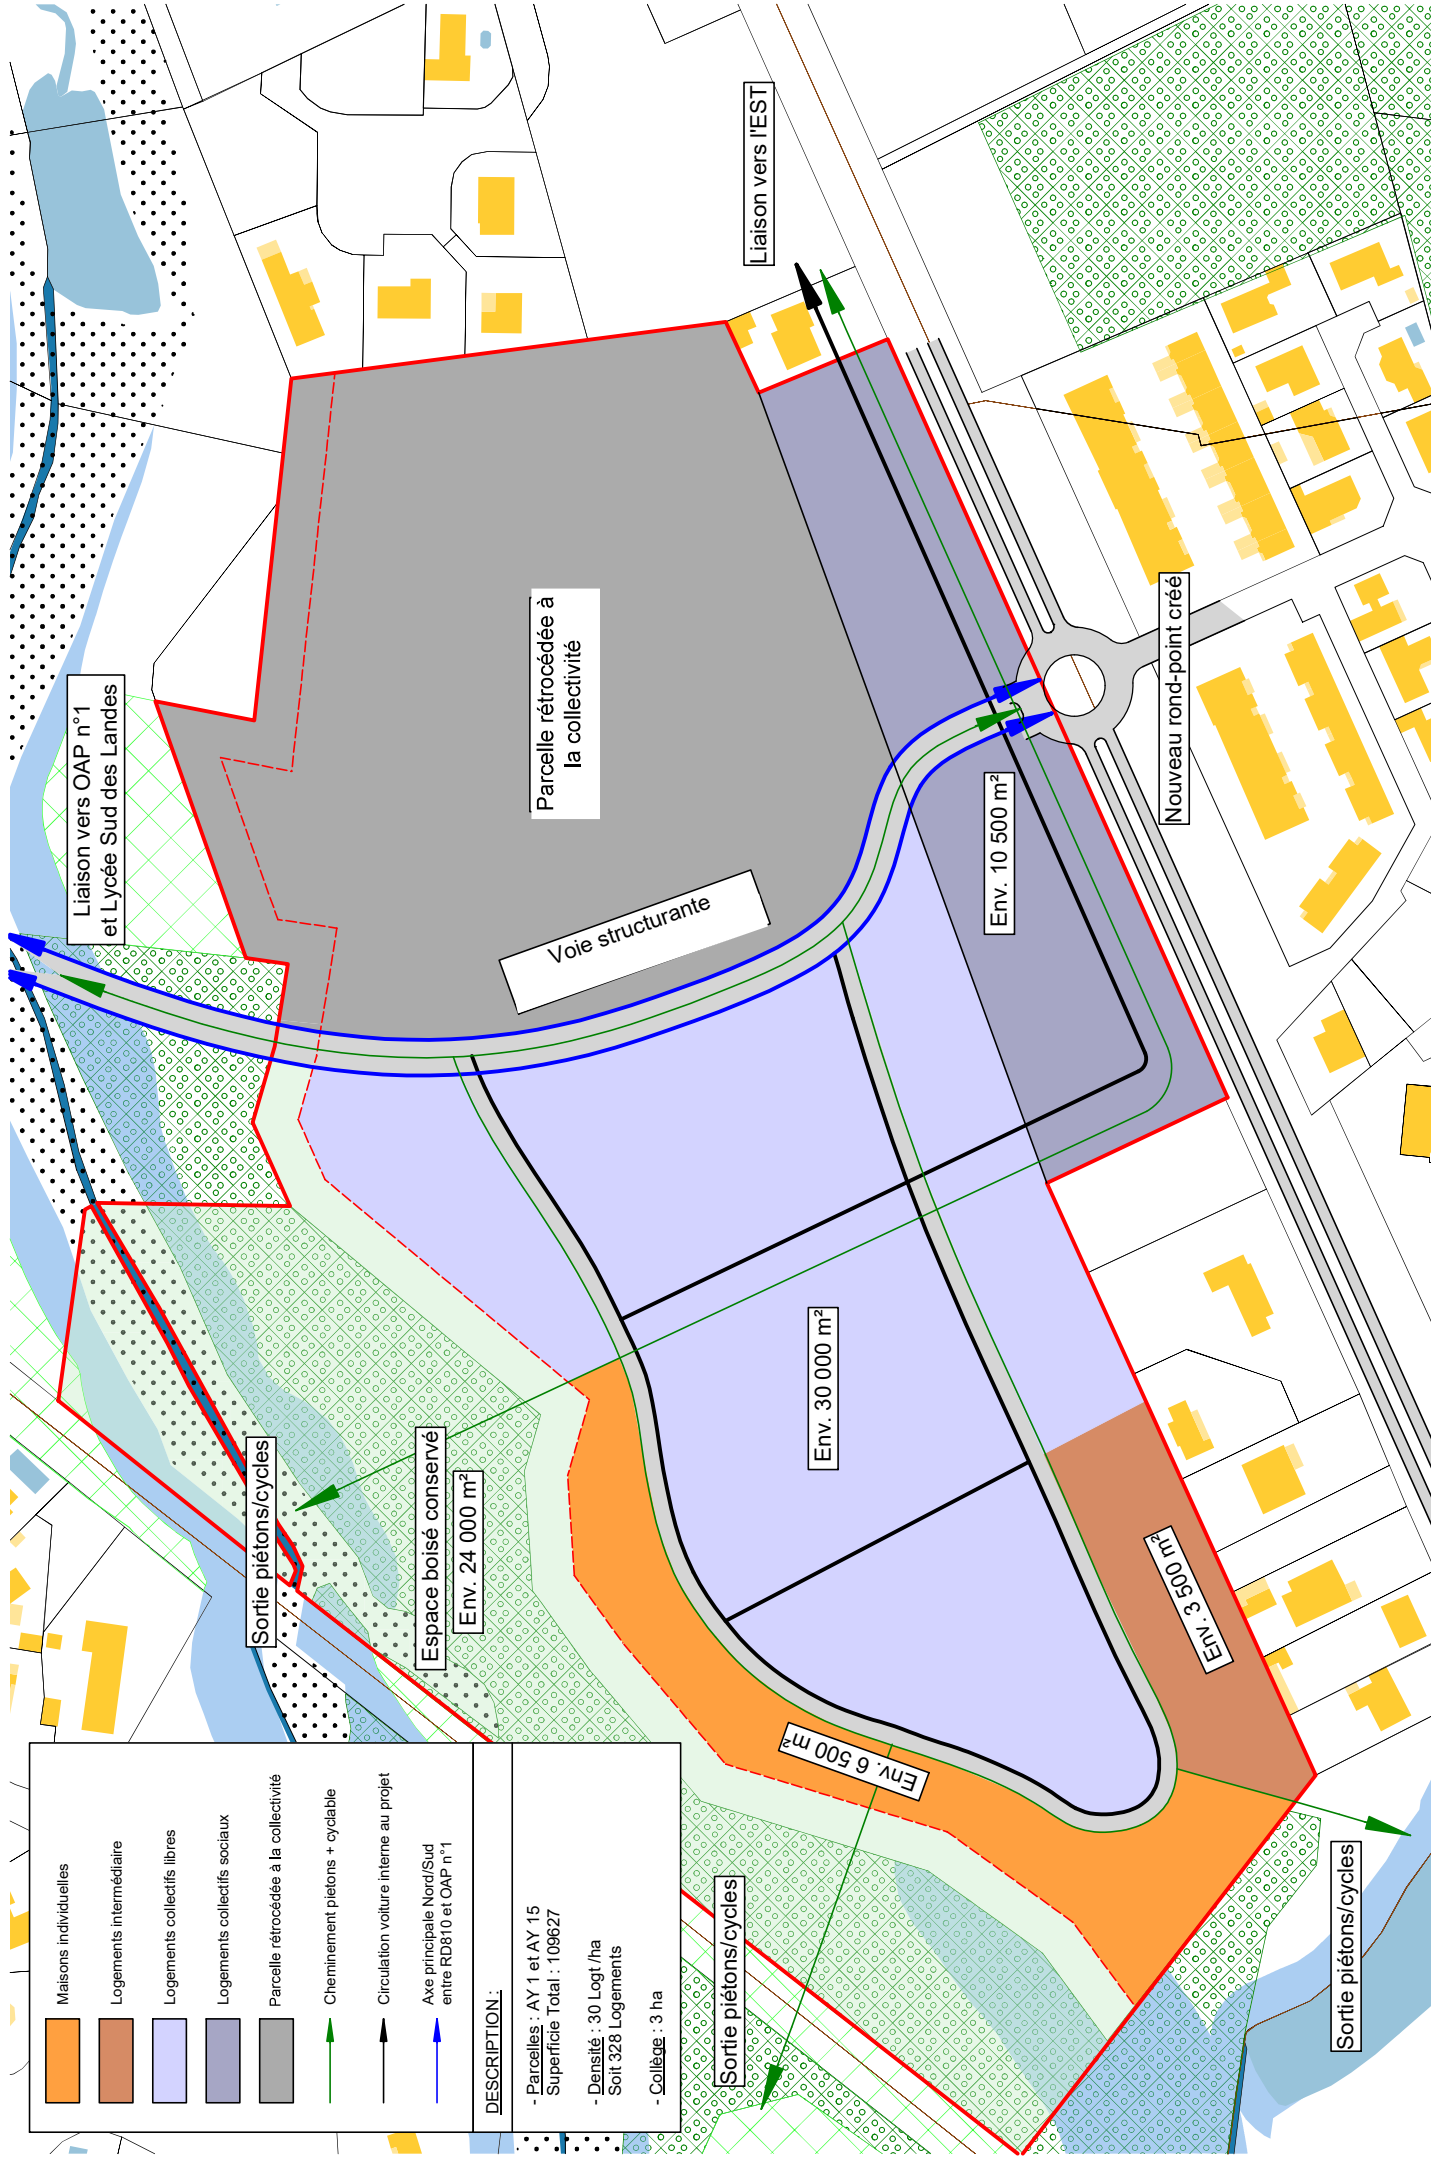 Liaison vers OAP n°1
et Lycée Sud des Landes
Liaison vers l'EST
Parcelle rétrocédée à
la collectivité
Voie structurante
Nouveau rond-point créé
Env. 10 500 m²
Env. 30 000 m²
Env. 3 500 m²
Env. 6 500 m²
Espace boisé conservé
Env. 24 000 m²
Sortie piétons/cycles
Sortie piétons/cycles
Sortie piétons/cycles
Maisons individuelles
Logements intermédiaire
Logements collectifs libres
Logements collectifs sociaux
Parcelle rétrocédée à la collectivité
Cheminement pietons + cyclable
Circulation voiture interne au projet
Axe principale Nord/Sud
entre RD810 et OAP n°1
DESCRIPTION :
- Parcelles : AY 1 et AY 15
Superficie Total : 109627
- Densité : 30 Logt /ha
Soit 328 Logements
- Collège : 3 ha